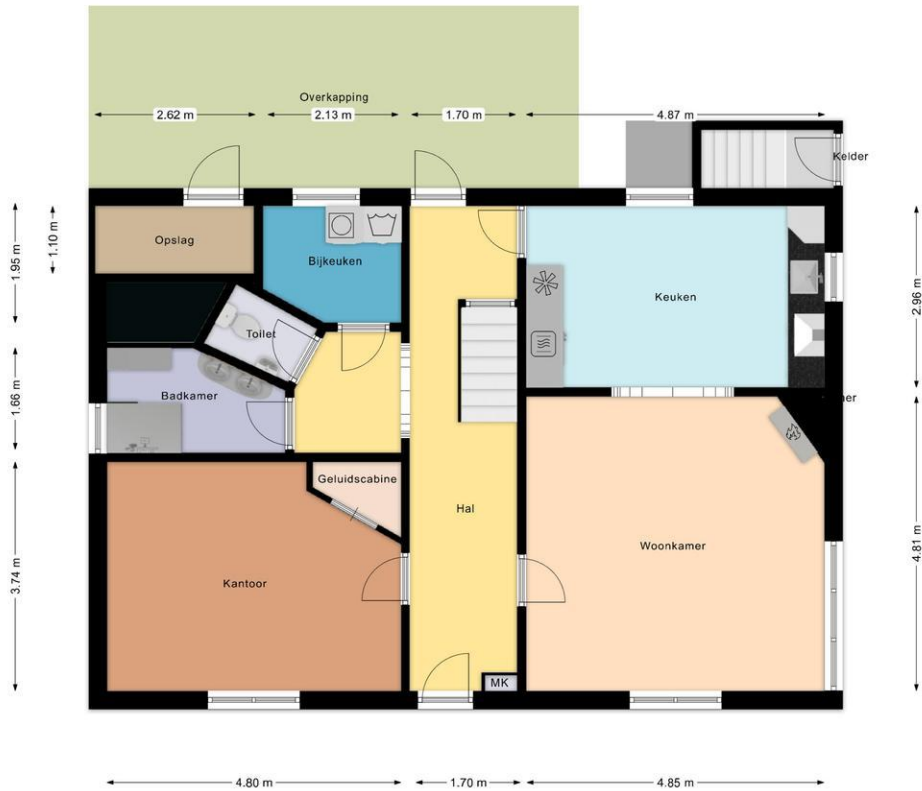 Overkapping
2.62 m
2.13 m
1.70 m
4.87 m
Kelder
1.10 m
1.95 m
Opslag
Bijkeuken
Keuken
2.96 m
Toilet
1.66 m
Badkamer
ner
Geluidscabine
Hal
Woonkamer
4.81 m
3.74 m
Kantoor
MK
4.80 m
1.70 m
4.85 m